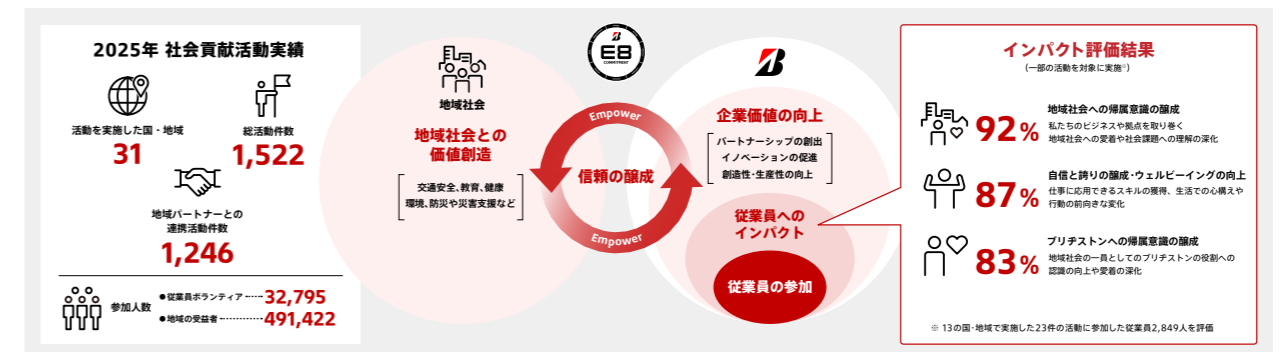 2025年 社会貢献活動実績
活動を実施した国・地域
31
総活動件数
1,522
地域パートナーとの
連携活動件数
1,246
参加人数
●従業員ボランティア 32,795
●地域の受益者 491,422
地域社会
地域社会との
価値創造
交通安全、教育、健康
環境、防災や災害支援など
E8
COMMITMENT
Empower
信頼の醸成
Empower
企業価値の向上
パートナーシップの創出
イノベーションの促進
創造性・生産性の向上
従業員への
インパクト
従業員の参加
インパクト評価結果
(一部の活動を対象に実施※)
92%
地域社会への帰属意識の醸成
私たちのビジネスや拠点を取り巻く
地域社会への愛着や社会課題への理解の深化
87%
自信と誇りの醸成・ウェルビーイングの向上
仕事に応用できるスキルの獲得、生活での心構えや
行動の前向きな変化
83%
ブリヂストンへの帰属意識の醸成
地域社会の一員としてのブリヂストンの役割への
認識の向上や愛着の深化
※ 13の国・地域で実施した23件の活動に参加した従業員2,849人を評価